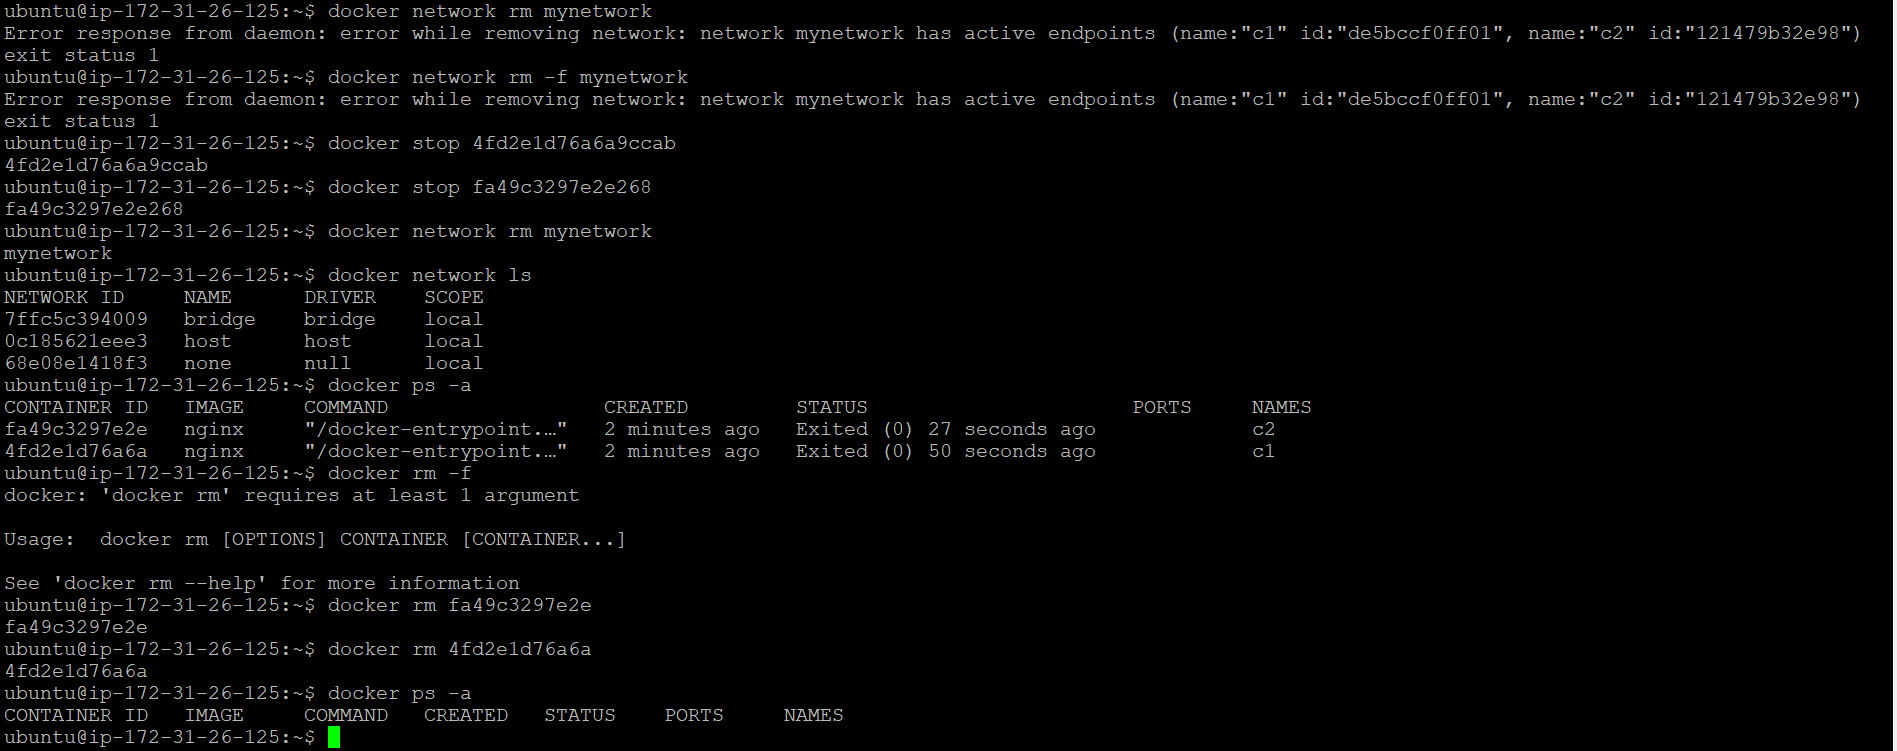 ubuntu@ip-172-31-26-125:~$ docker network rm mynetwork
Error response from daemon: error while removing network: network mynetwork has active endpoints (name:"c1" id:"de5bccf0ff01", name:"c2" id:"121479b32e98")
exit status 1
ubuntu@ip-172-31-26-125:~$ docker network rm -f mynetwork
Error response from daemon: error while removing network: network mynetwork has active endpoints (name:"c1" id:"de5bccf0ff01", name:"c2" id:"121479b32e98")
exit status 1
ubuntu@ip-172-31-26-125:~$ docker stop 4fd2e1d76a6a9ccab
4fd2e1d76a6a9ccab
ubuntu@ip-172-31-26-125:~$ docker stop fa49c3297e2e268
fa49c3297e2e268
ubuntu@ip-172-31-26-125:~$ docker network rm mynetwork
mynetwork
ubuntu@ip-172-31-26-125:~$ docker network ls
NETWORK ID     NAME      DRIVER    SCOPE
7ffc5c394009   bridge    bridge    local
0c185621eee3   host      host      local
68e08e1418f3   none      null      local
ubuntu@ip-172-31-26-125:~$ docker ps -a
CONTAINER ID   IMAGE     COMMAND                  CREATED         STATUS                      PORTS     NAMES
fa49c3297e2e   nginx     "/docker-entrypoint.…"   2 minutes ago   Exited (0) 27 seconds ago             c2
4fd2e1d76a6a   nginx     "/docker-entrypoint.…"   2 minutes ago   Exited (0) 50 seconds ago             c1
ubuntu@ip-172-31-26-125:~$ docker rm -f
docker: 'docker rm' requires at least 1 argument

Usage:  docker rm [OPTIONS] CONTAINER [CONTAINER...]

See 'docker rm --help' for more information
ubuntu@ip-172-31-26-125:~$ docker rm fa49c3297e2e
fa49c3297e2e
ubuntu@ip-172-31-26-125:~$ docker rm 4fd2e1d76a6a
4fd2e1d76a6a
ubuntu@ip-172-31-26-125:~$ docker ps -a
CONTAINER ID   IMAGE     COMMAND   CREATED   STATUS    PORTS     NAMES
ubuntu@ip-172-31-26-125:~$